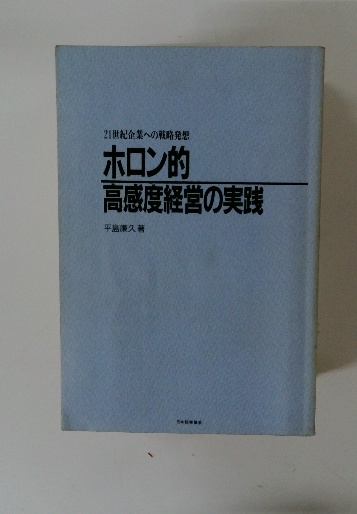 21世紀企業への戦略発想
ホロン的
高感度経営の実践
平島廉久著